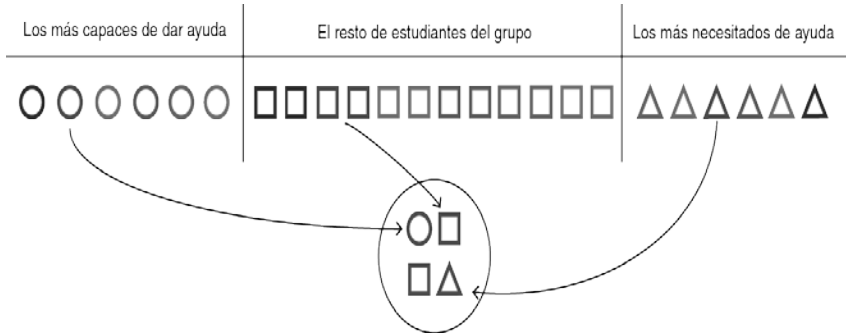 Los más capaces de dar ayuda
El resto de estudiantes del grupo
Los más necesitados de ayuda